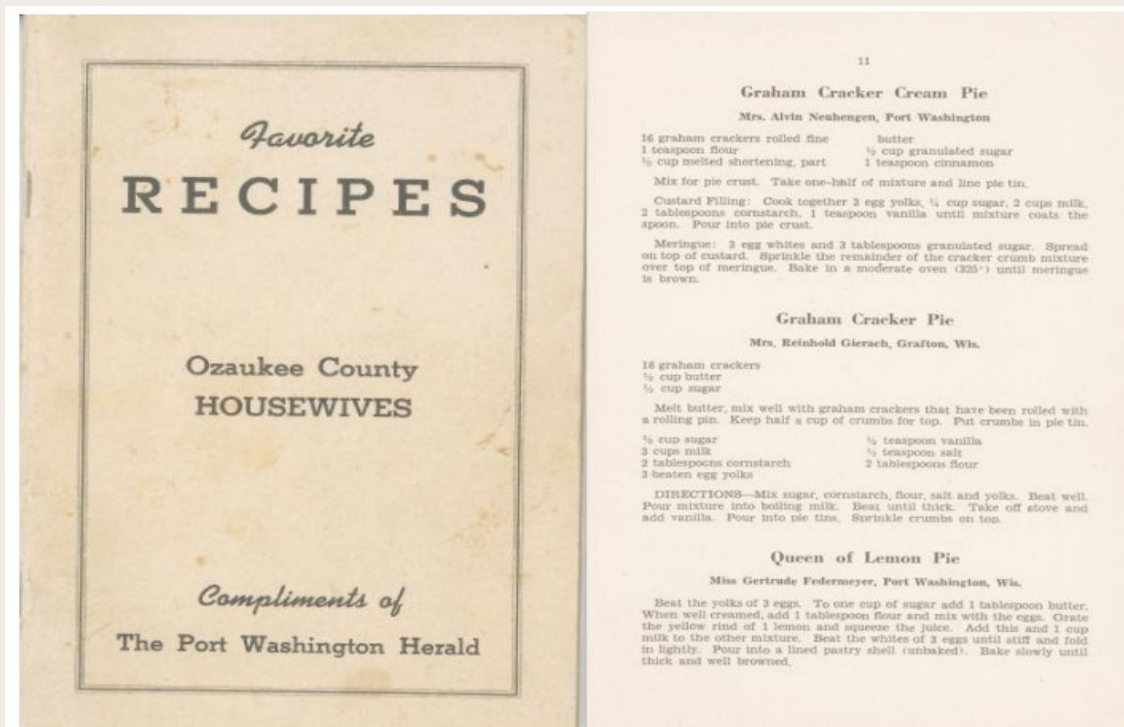 Favorite
RECIPES
Ozaukee County
HOUSEWIVES
Compliments of
The Port Washington Herald
11
Graham Cracker Cream Pie
Mrs. Alvin Neuhengen, Port Washington
16 graham crackers rolled fine
1 teaspoon flour
½ cup melted shortening, part
butter
½ cup granulated sugar
1 teaspoon cinnamon
Mix for pie crust. Take one-half of mixture and line pie tin.
Custard Filling: Cook together 3 egg yolks, cup sugar, 2 cups milk,
2 tablespoons cornstarch, 1 teaspoon vanilla until mixture coats the
spoon. Pour into pie crust.
Meringue: 3 egg whites and 3 tablespoons granulated sugar. Spread
on top of custard. Sprinkle the remainder of the cracker crumb mixture
over top of meringue. Bake in a moderate oven (325°) until meringue
is brown.
Graham Cracker Pie
Mrs. Reinhold Gierach, Grafton, Wis.
graham crackers
½ cup butter
½ cup sugar
Melt butter, mix well with graham crackers that have been rolled with
a rolling pin. Keep half a cup of crumbs for top. Put crumbs in pie tin.
½ cup sugar
3 cups milk
2 tablespoons cornstarch
3 beaten egg yolks
½ teaspoon vanilla
½ teaspoon salt
2 tablespoons flour
DIRECTIONS—Mix sugar, cornstarch, flour, salt and yolks. Beat well.
Pour mixture into boiling milk. Beat until thick. Take off stove and
add vanilla. Pour into pie tins. Sprinkle crumbs on top.
Queen of Lemon Pie
Miss Gertrude Federmeyer, Port Washington, Wis.
Beat the yolks of 3 eggs. To one cup of sugar add 1 tablespoon butter.
When well creamed, add 1 tablespoon flour and mix with the eggs. Grate
the yellow rind of 1 lemon and squeeze the juice. Add this and 1 cup
milk to the other mixture. Beat the whites of 3 eggs until stiff and fold
in lightly. Pour into a lined pastry shell (unbaked). Bake slowly until
thick and well browned.